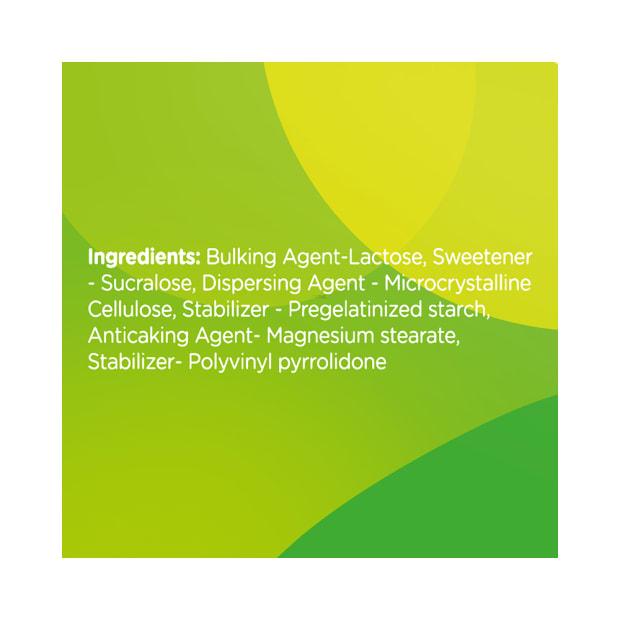 Ingredients: Bulking Agent-Lactose, Sweetener
- Sucralose, Dispersing Agent - Microcrystalline
Cellulose, Stabilizer - Pregelatinized starch,
Anticaking Agent- Magnesium stearate,
Stabilizer- Polyvinyl pyrrolidone